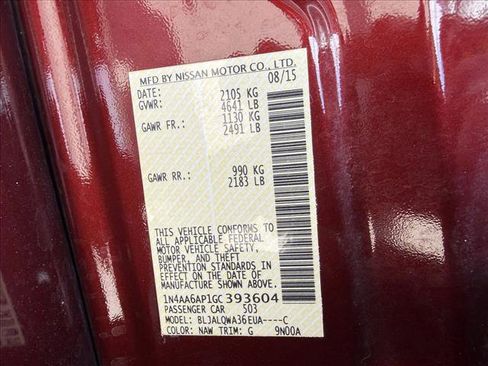 MFD BY NISSAN MOTOR CO., LTD.
DATE: 08/15
GVWR: 2105 KG
4641 LB
GAWR FR.: 1130 KG
2491 LB
GAWR RR.: 990 KG
2183 LB
THIS VEHICLE CONFORMS TO
ALL APPLICABLE FEDERAL
MOTOR VEHICLE SAFETY,
BUMPER, AND THEFT
PREVENTION STANDARDS IN
EFFECT ON THE DATE OF
MANUFACTURE SHOWN ABOVE.
1N4AA6AP1GC393604
PASSENGER CAR 503
MODEL: BLJALQWA36EUA----C
COLOR: NAW TRIM: G 9N00A